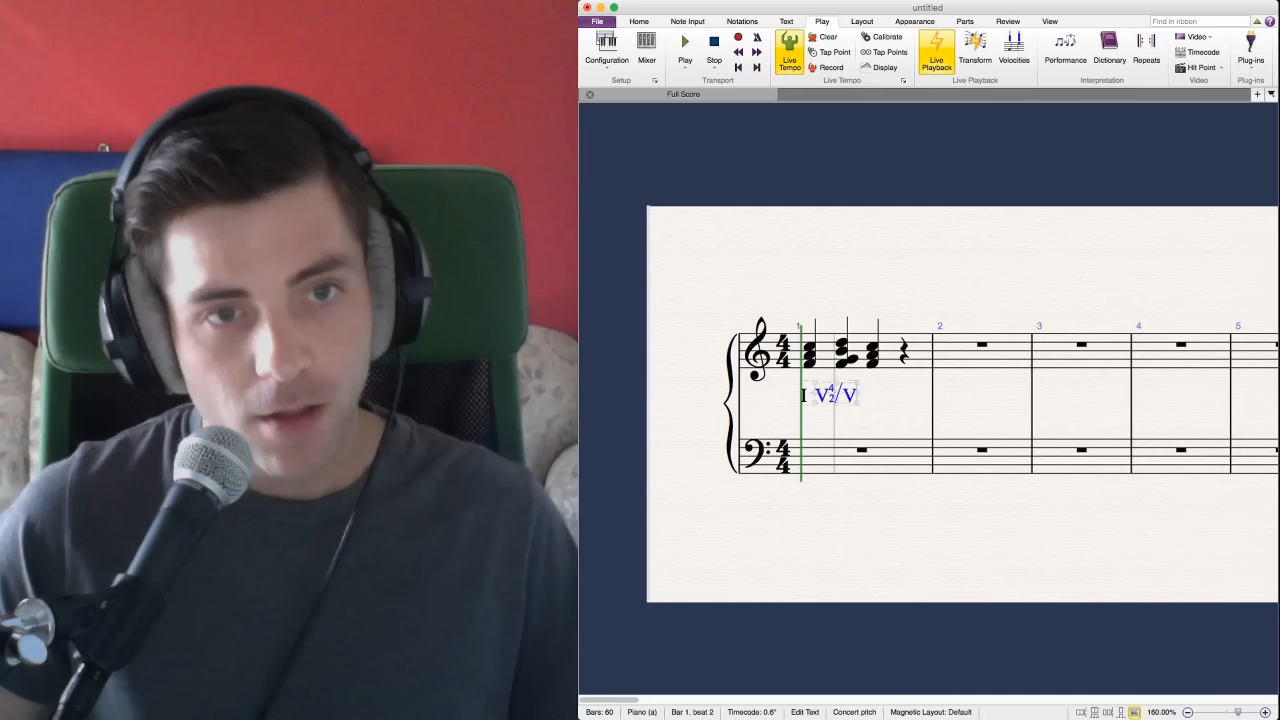 untitled
File Home Note Input Notations Text Play Layout Appearance Parts Review View Find in ribbon
Configuration Mixer Play Stop Live Tempo Clear Calibrate Live Playback Transform Velocities Performance Dictionary Repeats Video Plug-ins
Tap Point Tap Points Timecode
Record Display Hit Point
Setup Transport Live Tempo Live Playback Interpretation Video Plug-ins
Full Score
1 2 3 4 5
I V4/2/V
Bars: 60 Piano (a) Bar 1, beat 2 Timecode: 0.6" Edit Text Concert pitch Magnetic Layout: Default 160.00%